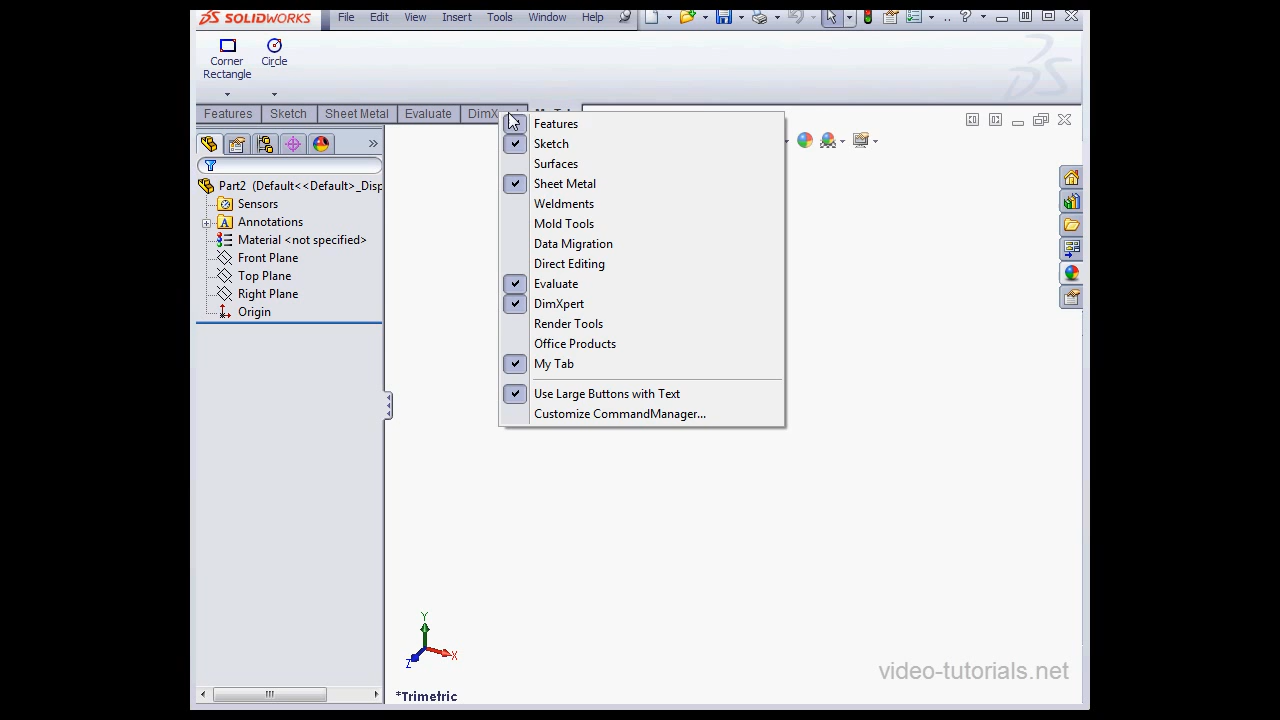 SOLIDWORKS File Edit View Insert Tools Window Help
Corner Rectangle
Circle
Features Sketch Sheet Metal Evaluate
Features
Sketch
Surfaces
Sheet Metal
Weldments
Mold Tools
Data Migration
Direct Editing
Evaluate
DimXpert
Render Tools
Office Products
My Tab
Use Large Buttons with Text
Customize CommandManager...
Part2 (Default<<Default>_Disp
Sensors
Annotations
Material <not specified>
Front Plane
Top Plane
Right Plane
Origin
Y
X
Z
*Trimetric
video-tutorials.net